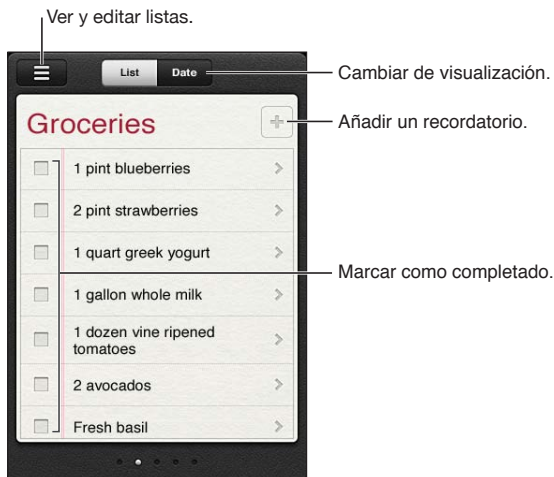 Ver y editar listas.
List
Date
Cambiar de visualización.
Groceries
Añadir un recordatorio.
1 pint blueberries
2 pint strawberries
1 quart greek yogurt
Marcar como completado.
1 gallon whole milk
1 dozen vine ripened
tomatoes
2 avocados
Fresh basil